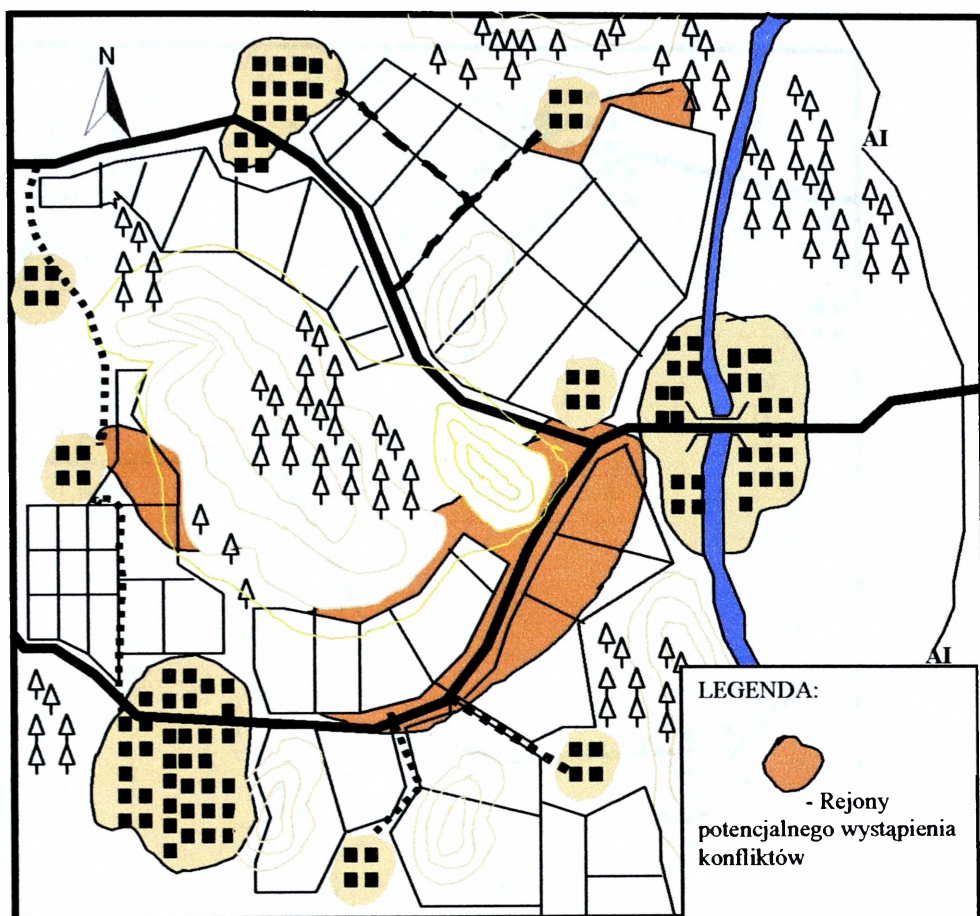 N
AI
AI
LEGENDA:
- Rejony
potencjalnego wystąpienia
konfliktów